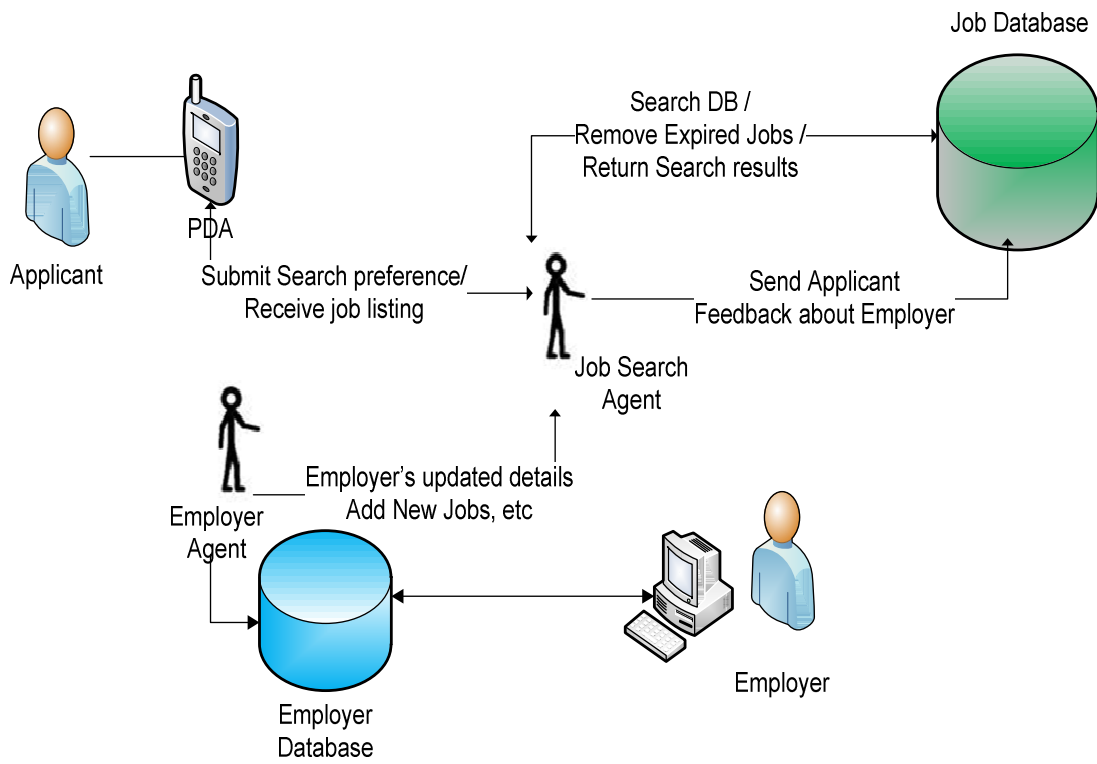 Job Database
Search DB /
Remove Expired Jobs /
Return Search results
PDA
Applicant
Submit Search preference/
Receive job listing
Send Applicant
Feedback about Employer
Job Search
Agent
Employer's updated details
Add New Jobs, etc
Employer
Agent
Employer
Employer
Database